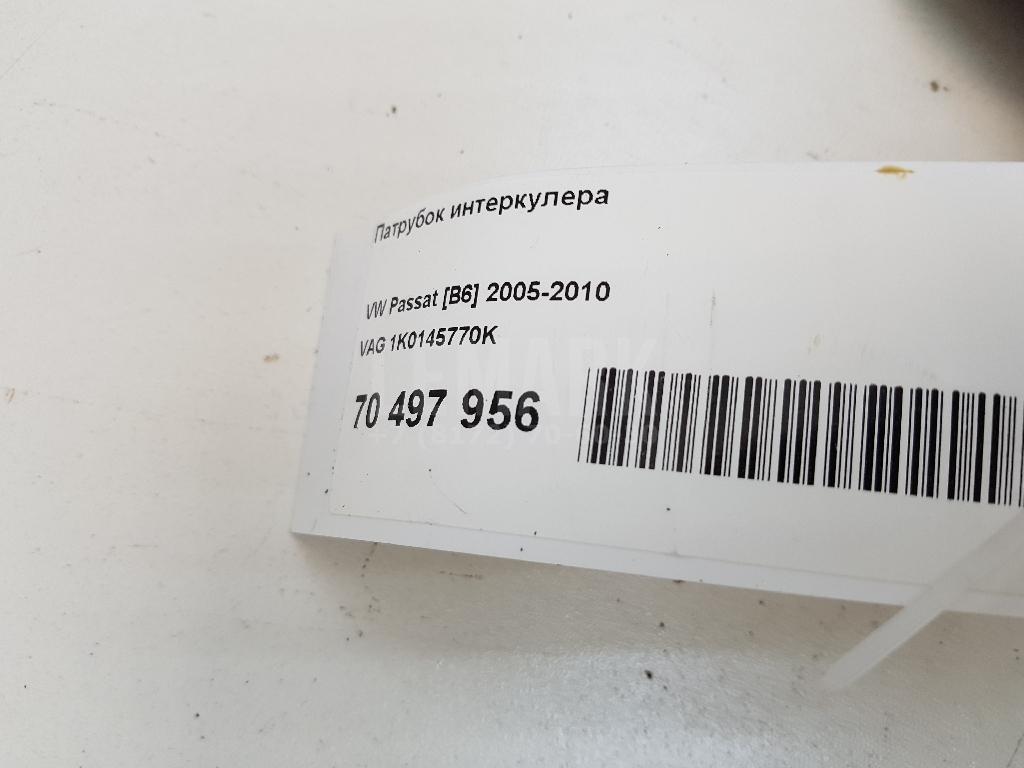 Патрубок интеркулера
VW Passat [B6] 2005-2010
VAG 1K0145770K
70 497 956